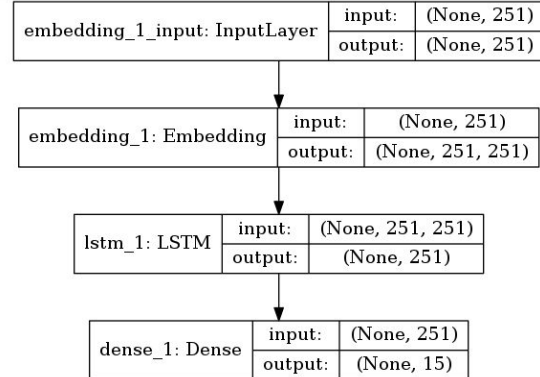 embedding_1_input: InputLayer
input: (None, 251)
output: (None, 251)
embedding_1: Embedding
input: (None, 251)
output: (None, 251, 251)
lstm_1: LSTM
input: (None, 251, 251)
output: (None, 251)
dense_1: Dense
input: (None, 251)
output: (None, 15)